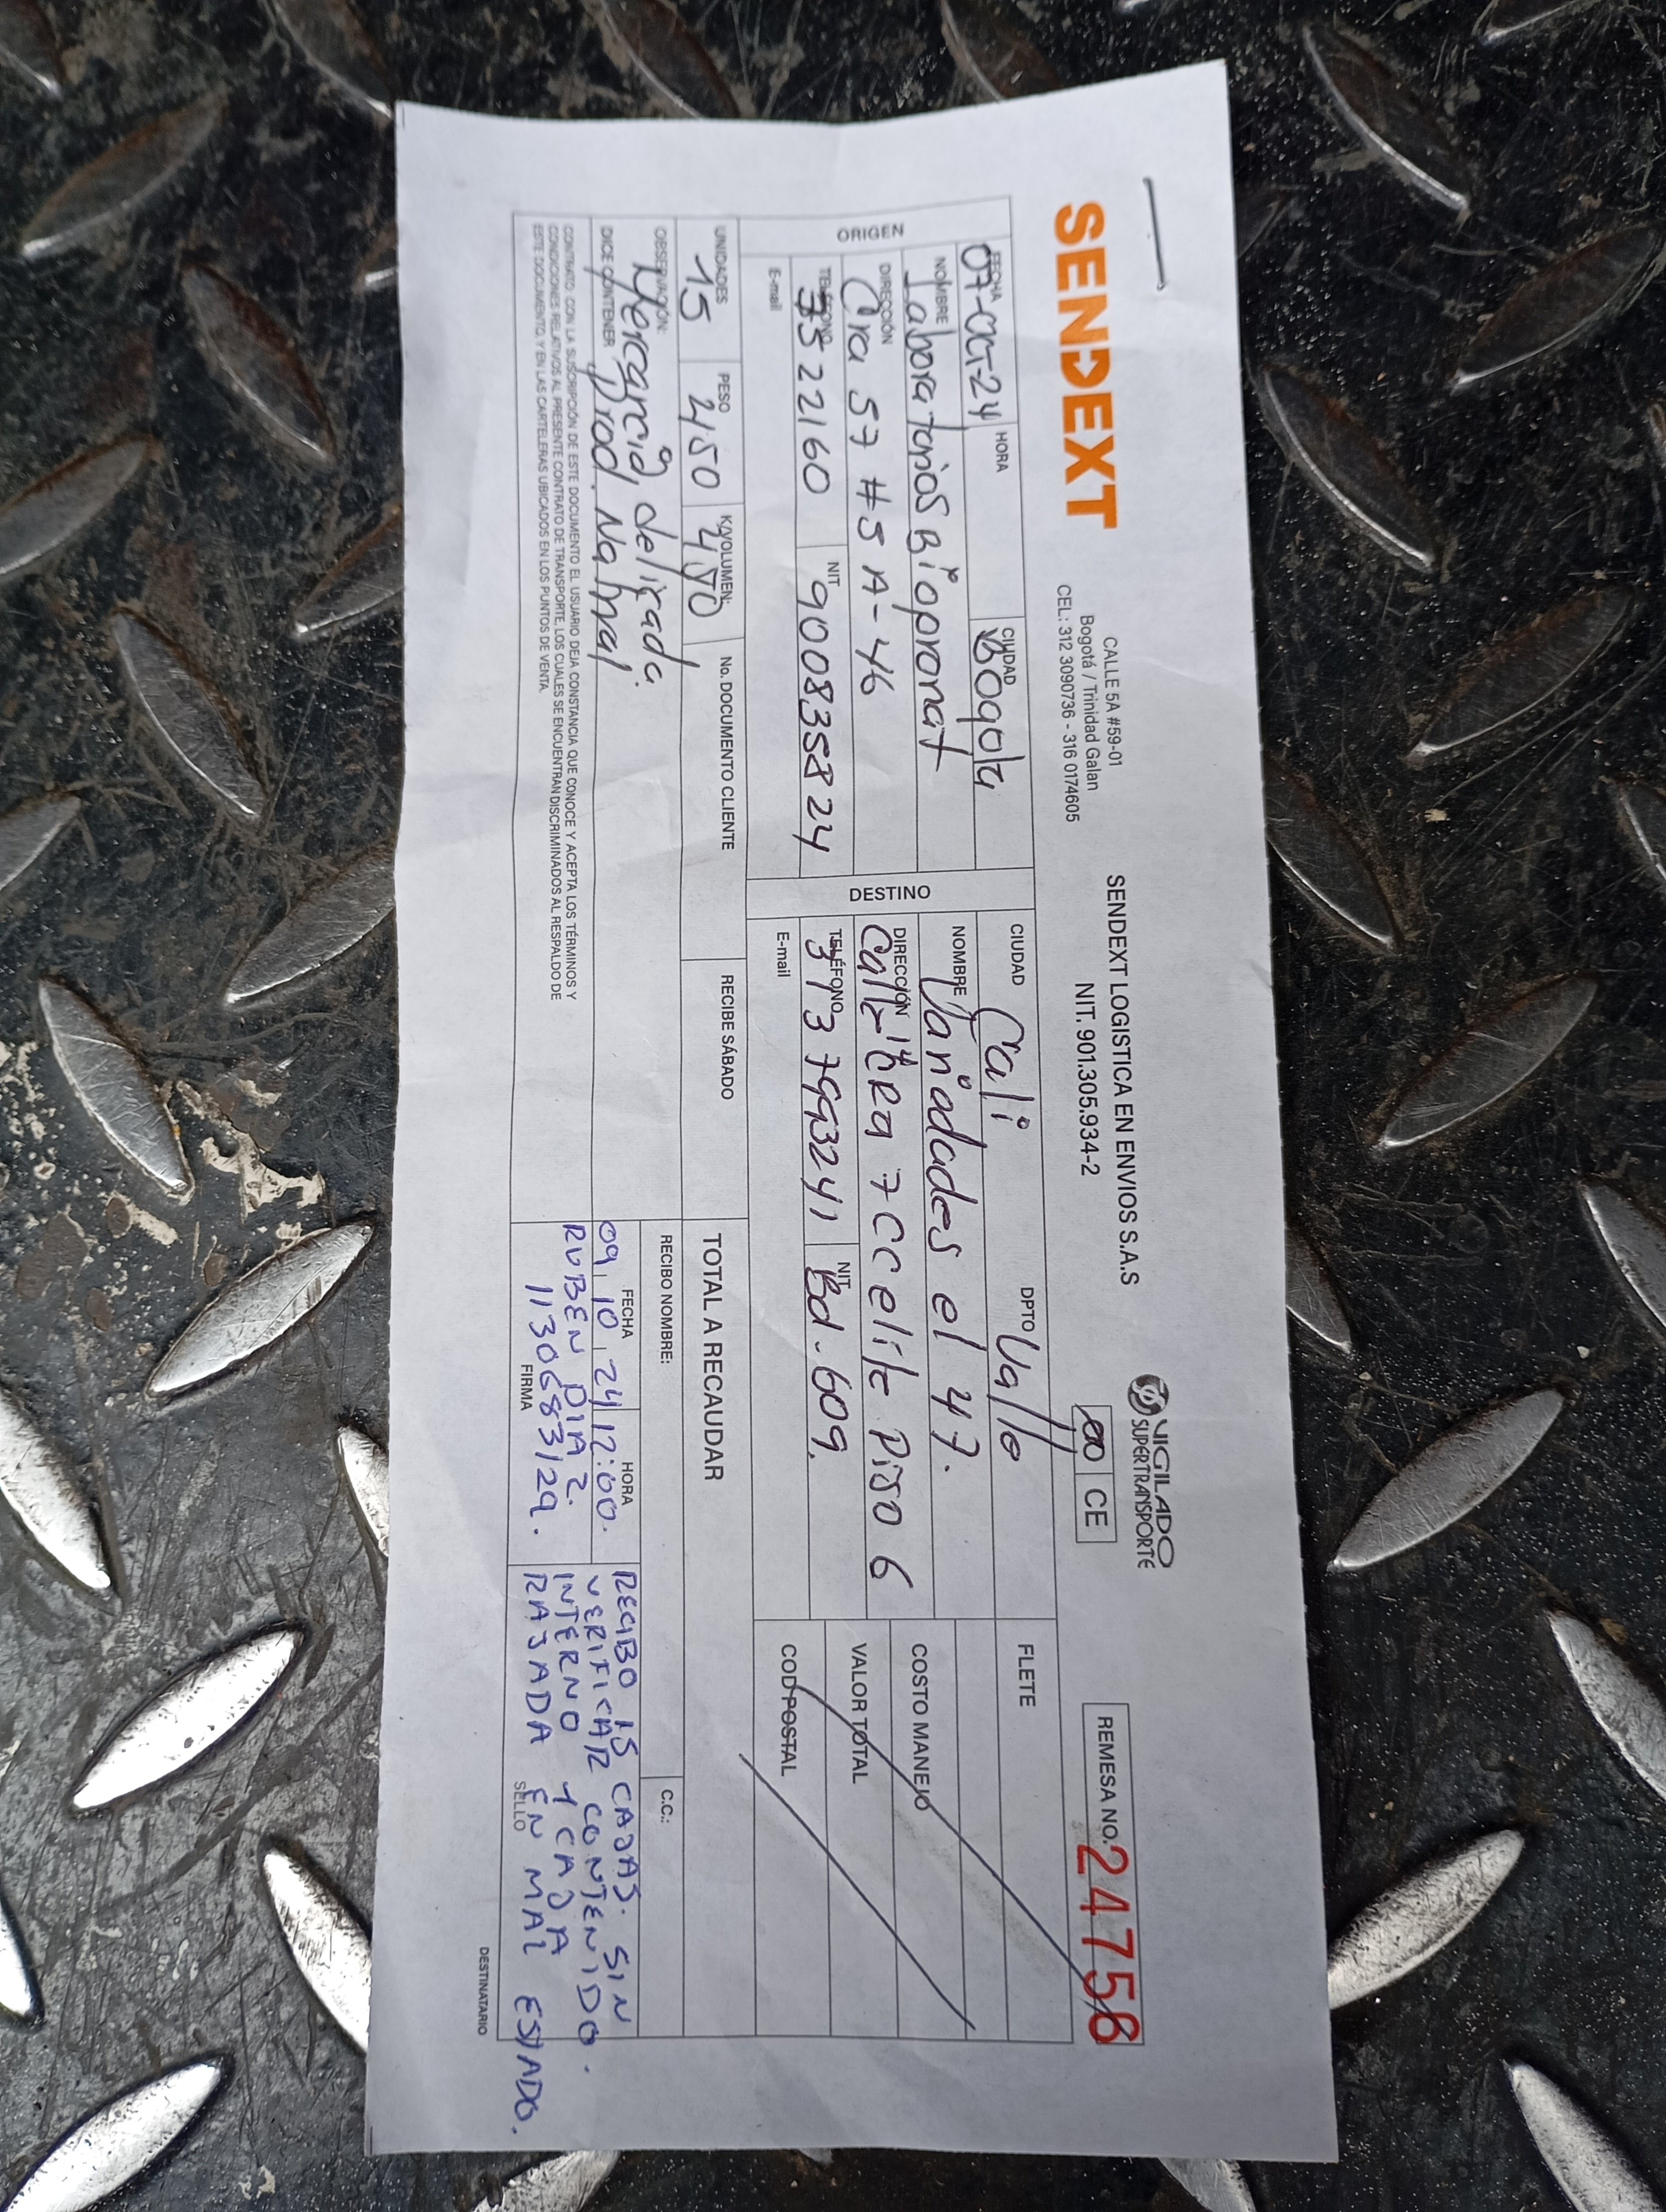 SENDEXT
CALLE 5A #59-01
Bogotá / Trinidad Galan
CEL: 312 3090736 - 316 0174605
SENDEXT LOGISTICA EN ENVIOS S.A.S
NIT. 901.305.934-2
VIGILADO
SUPERTRANSPORTE
CE
REMESA NO. 24756
ORIGEN
FECHA 07-Oct-24 HORA CIUDAD Bogota
NOMBRE Laboratorios Biopronat
DIRECCIÓN Cra 57 # 5 A-46
TELÉFONO 7522160 NIT 900835824
E-mail
DESTINO
CIUDAD Cali DPTO Valle
NOMBRE Variedades el 47.
DIRECCIÓN Calle 14 CRA 7 CC elite Piso 6
TELÉFONO 3737993241 NIT. Bd. 609.
E-mail
FLETE
COSTO MANEJO
VALOR TOTAL
COD POSTAL
UNIDADES 15 PESO 450 K/VOLUMEN: 450 No. DOCUMENTO CLIENTE RECIBE SÁBADO TOTAL A RECAUDAR
OBSERVACIÓN: Mercancia delicada.
DICE CONTENER Prod. Natural
CONTRATO: CON LA SUSCRIPCIÓN DE ESTE DOCUMENTO EL USUARIO DEJA CONSTANCIA QUE CONOCE Y ACEPTA LOS TÉRMINOS Y
CONDICIONES RELATIVOS AL PRESENTE CONTRATO DE TRANSPORTE, LOS CUALES SE ENCUENTRAN DISCRIMINADOS AL RESPALDO DE
ESTE DOCUMENTO, Y EN LAS CARTELERAS UBICADOS EN LOS PUNTOS DE VENTA.
RECIBO NOMBRE: C.C.:
FECHA 09 10 24 HORA 12:00.
RUBEN DIAZ.
1130683129.
FIRMA
RECIBO 15 CAJAS. SIN
VERIFICAR CONTENIDO
INTERNO 1 CAJA
RAJADA EN MAL ESTADO.
SELLO
DESTINATARIO